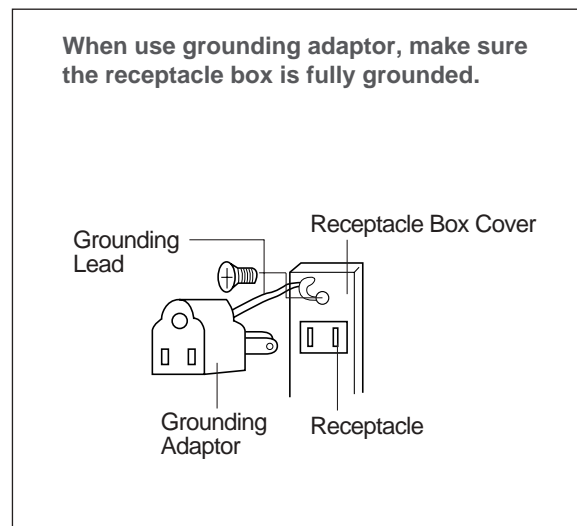 When use grounding adaptor, make sure
the receptacle box is fully grounded.
Receptacle Box Cover
Grounding
Lead
Grounding
Adaptor
Receptacle